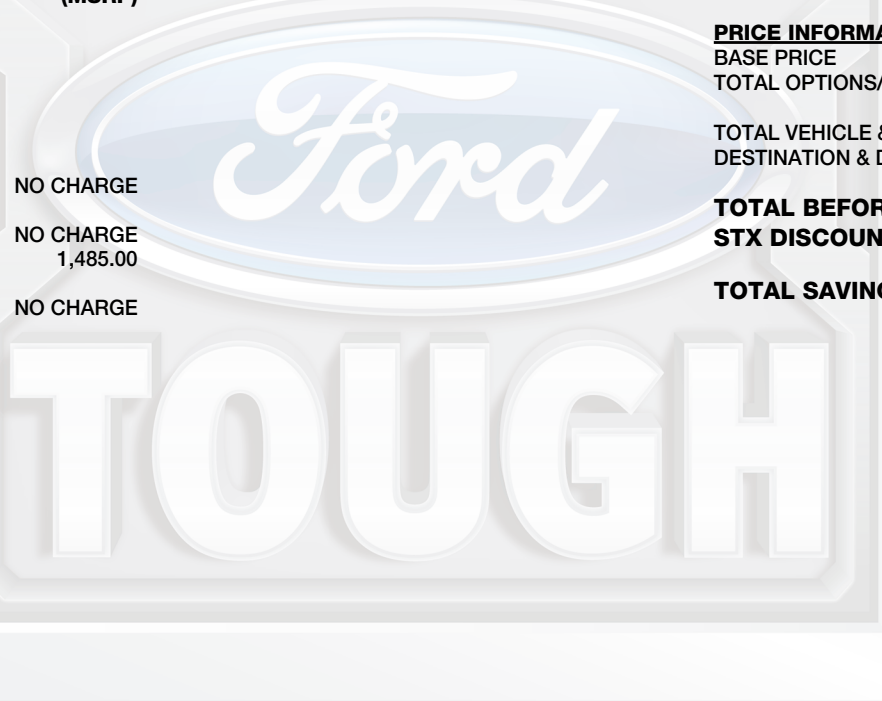 (MSRP)
NO CHARGE
NO CHARGE
1,485.00
NO CHARGE
PRICE INFORMA
BASE PRICE
TOTAL OPTIONS/
TOTAL VEHICLE &
DESTINATION & D
TOTAL BEFOR
STX DISCOUN
TOTAL SAVING
Ford
TOUGH